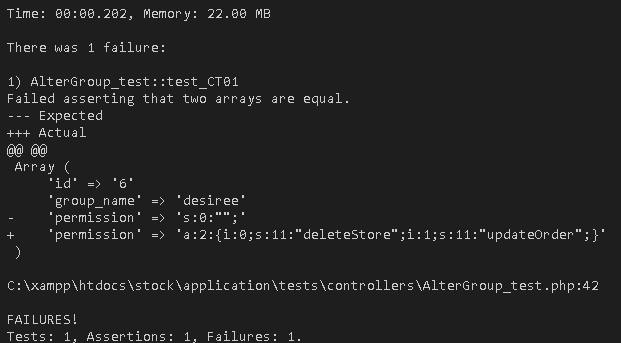 Time: 00:00.202, Memory: 22.00 MB
There was 1 failure:
1) AlterGroup_test::test_CT01
Failed asserting that two arrays are equal.
--- Expected
+++ Actual
@@ @@
Array (
'id' => '6'
'group_name' => 'desiree'
- 'permission' => 's:0:"";'
+ 'permission' => 'a:2:{i:0;s:11:"deleteStore";i:1;s:11:"updateOrder";}'
)
C:\xampp\htdocs\stock\application\tests\controllers\AlterGroup_test.php:42
FAILURES!
Tests: 1, Assertions: 1, Failures: 1.